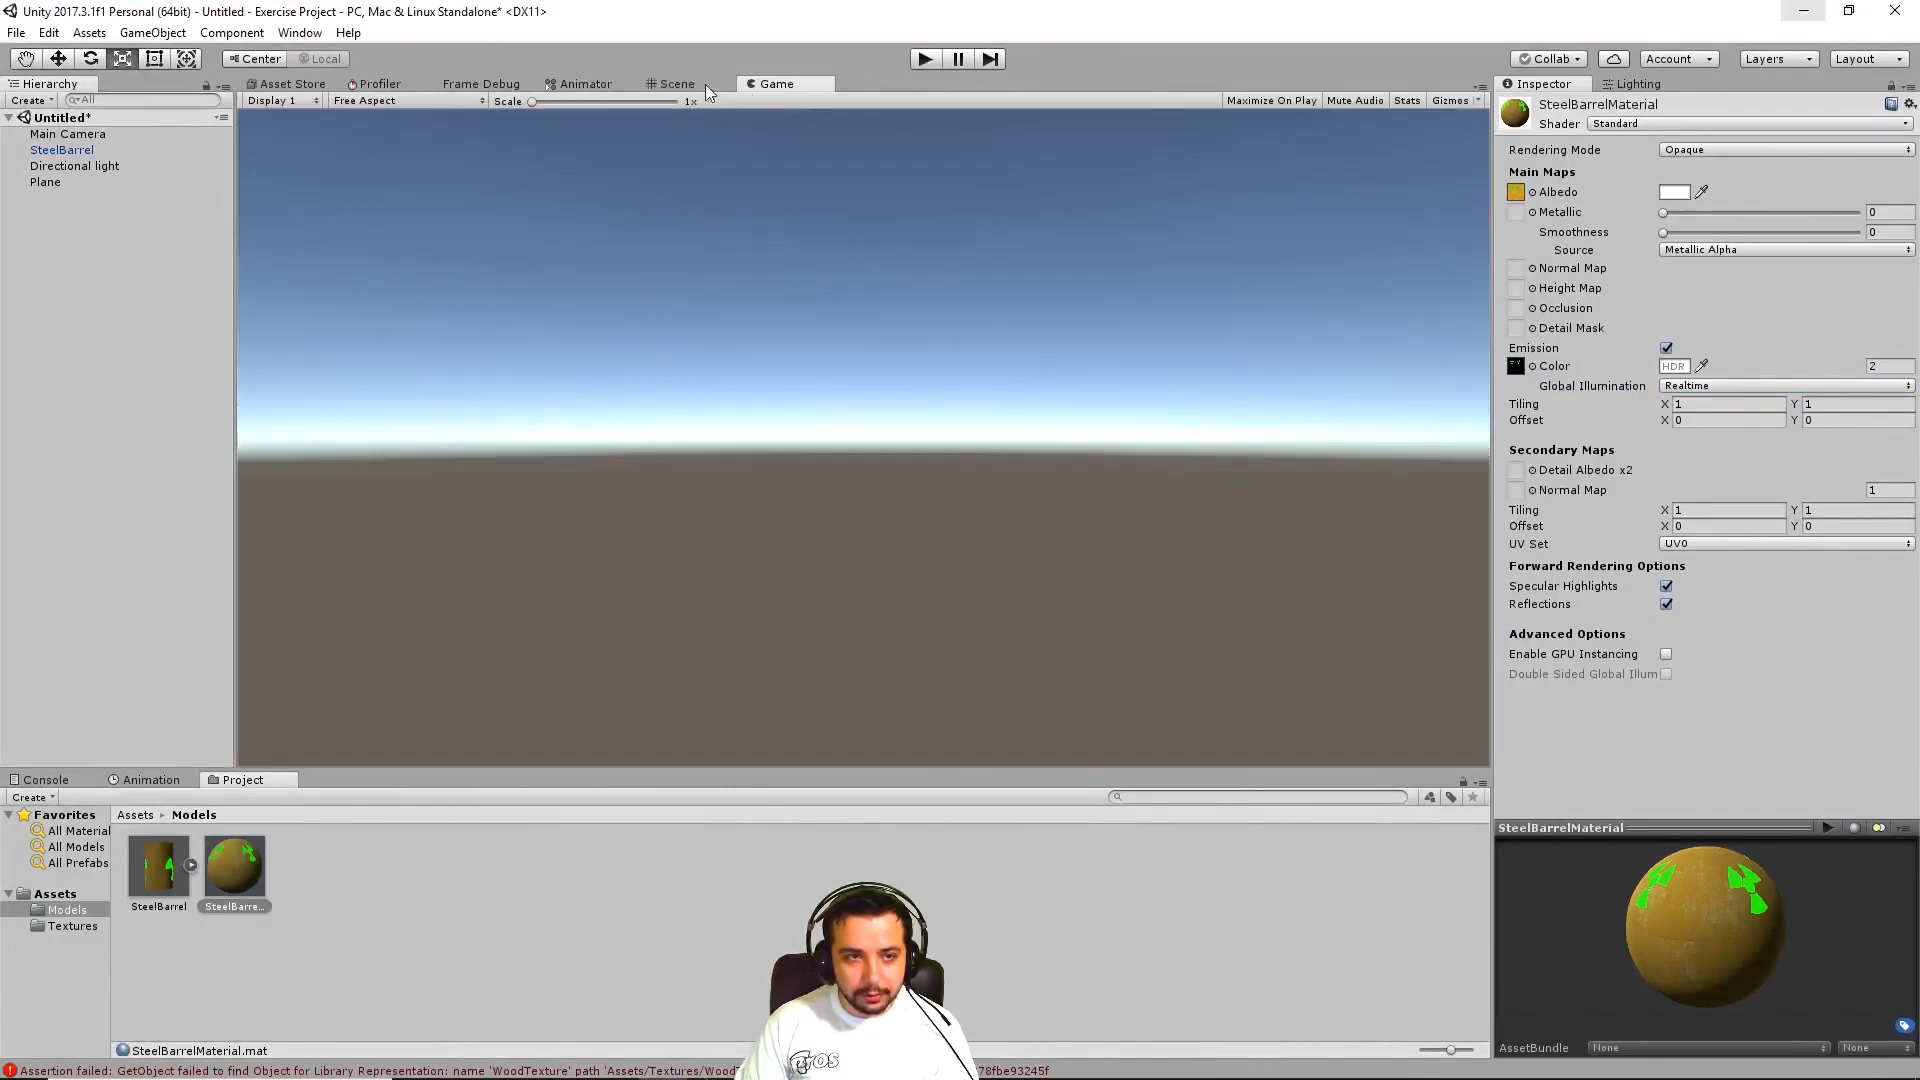 Unity 2017.3.1f1 Personal (64bit) - Untitled - Exercise Project - PC, Mac & Linux Standalone* <DX11>
File Edit Assets GameObject Component Window Help
Center Local Collab Account Layers Layout
Hierarchy Asset Store Profiler Frame Debug Animator Scene Game Inspector Lighting
Create All Display 1 Free Aspect Scale 1x Maximize On Play Mute Audio Stats Gizmos
SteelBarrelMaterial
Untitled*
Shader Standard
Main Camera
SteelBarrel
Rendering Mode Opaque
Directional light
Main Maps
Plane
Albedo
Metallic 0
Smoothness 0
Source Metallic Alpha
Normal Map
Height Map
Occlusion
Detail Mask
Emission
Color HDR 2
Global Illumination Realtime
Tiling X 1 Y 1
Offset X 0 Y 0
Secondary Maps
Detail Albedo x2
Normal Map 1
Tiling X 1 Y 1
Offset X 0 Y 0
UV Set UV0
Forward Rendering Options
Specular Highlights
Reflections
Advanced Options
Enable GPU Instancing
Double Sided Global Illum
Console Animation Project
Create
Favorites Assets Models
All Material
All Models
All Prefabs
Assets
Models
Textures
SteelBarrel SteelBarre...
SteelBarrelMaterial
SteelBarrelMaterial.mat
AssetBundle None None
Assertion failed: GetObject failed to find Object for Library Representation: name 'WoodTexture' path 'Assets/Textures/Wood 78fbe93245f